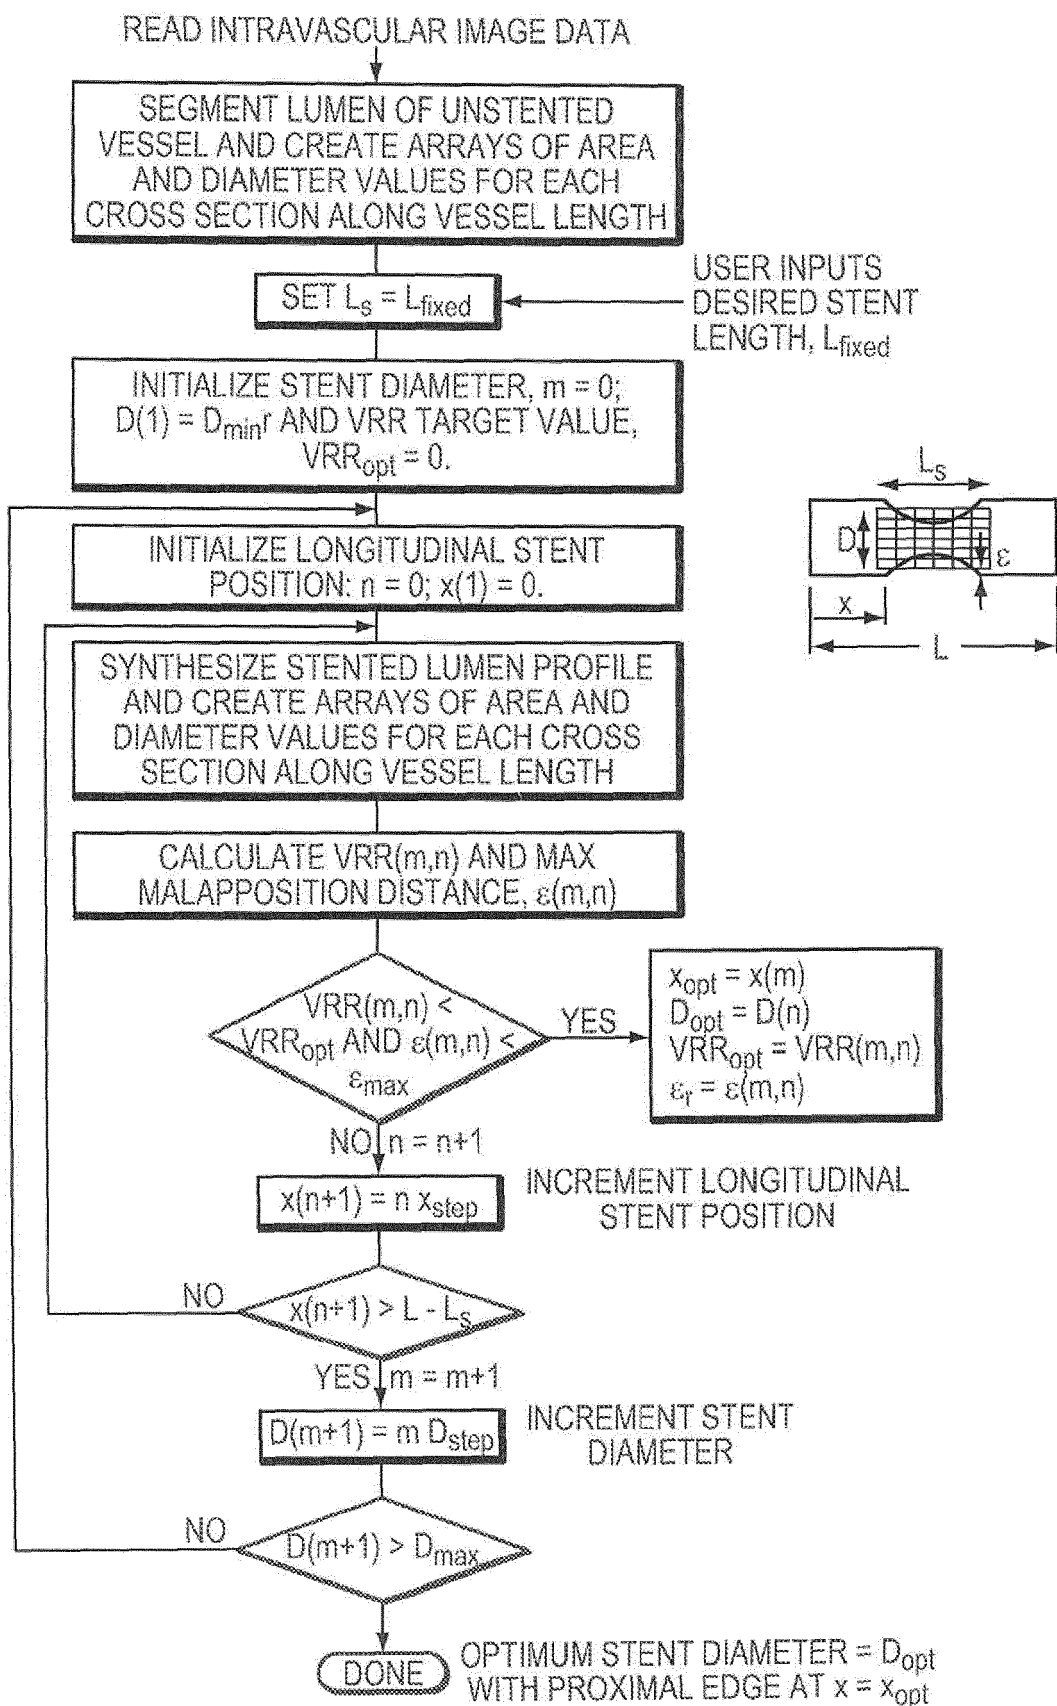 READ INTRAVASCULAR IMAGE DATA
SEGMENT LUMEN OF UNSTENTED
VESSEL AND CREATE ARRAYS OF AREA
AND DIAMETER VALUES FOR EACH
CROSS SECTION ALONG VESSEL LENGTH
SET Ls = Lfixed
USER INPUTS
DESIRED STENT
LENGTH, Lfixed
INITIALIZE STENT DIAMETER, m = 0;
D(1) = Dminr AND VRR TARGET VALUE,
VRRopt = 0.
INITIALIZE LONGITUDINAL STENT
POSITION: n = 0; x(1) = 0.
Ls
D
ε
x
L
SYNTHESIZE STENTED LUMEN PROFILE
AND CREATE ARRAYS OF AREA AND
DIAMETER VALUES FOR EACH CROSS
SECTION ALONG VESSEL LENGTH
CALCULATE VRR(m,n) AND MAX
MALAPPOSITION DISTANCE, ε(m,n)
VRR(m,n) <
VRRopt AND ε(m,n) <
εmax
YES
xopt = x(m)
Dopt = D(n)
VRRopt = VRR(m,n)
εr = ε(m,n)
NO n = n+1
x(n+1) = n xstep
INCREMENT LONGITUDINAL
STENT POSITION
NO
x(n+1) > L - Ls
YES m = m+1
D(m+1) = m Dstep
INCREMENT STENT
DIAMETER
NO
D(m+1) > Dmax
DONE
OPTIMUM STENT DIAMETER = Dopt
WITH PROXIMAL EDGE AT x = xopt